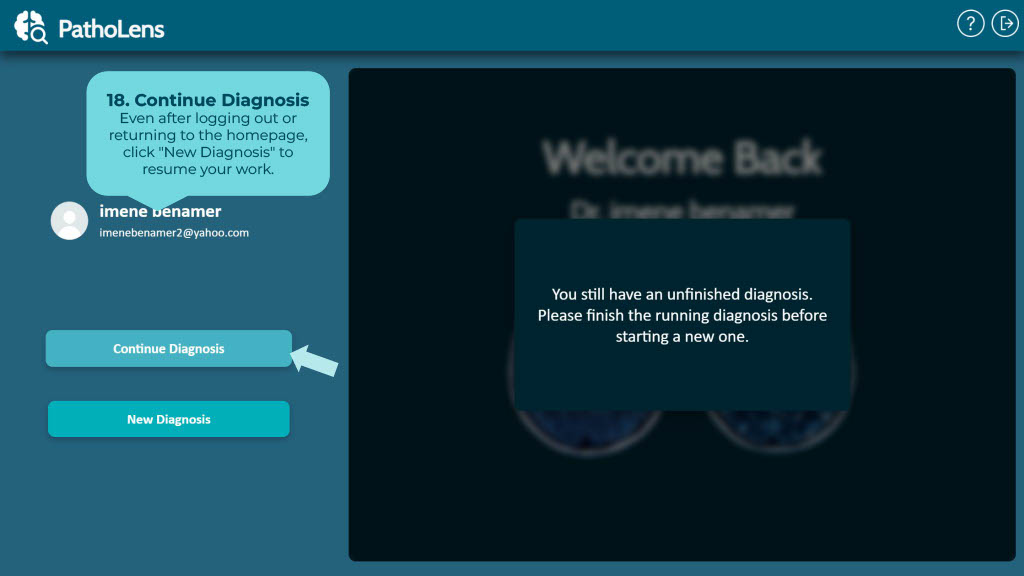 PathoLens
?
18. Continue Diagnosis
Even after logging out or
returning to the homepage,
click "New Diagnosis" to
resume your work.
imene benamer
imenebenamer2@yahoo.com
Continue Diagnosis
New Diagnosis
Welcome Back
Dr. imene benamer
You still have an unfinished diagnosis.
Please finish the running diagnosis before
starting a new one.